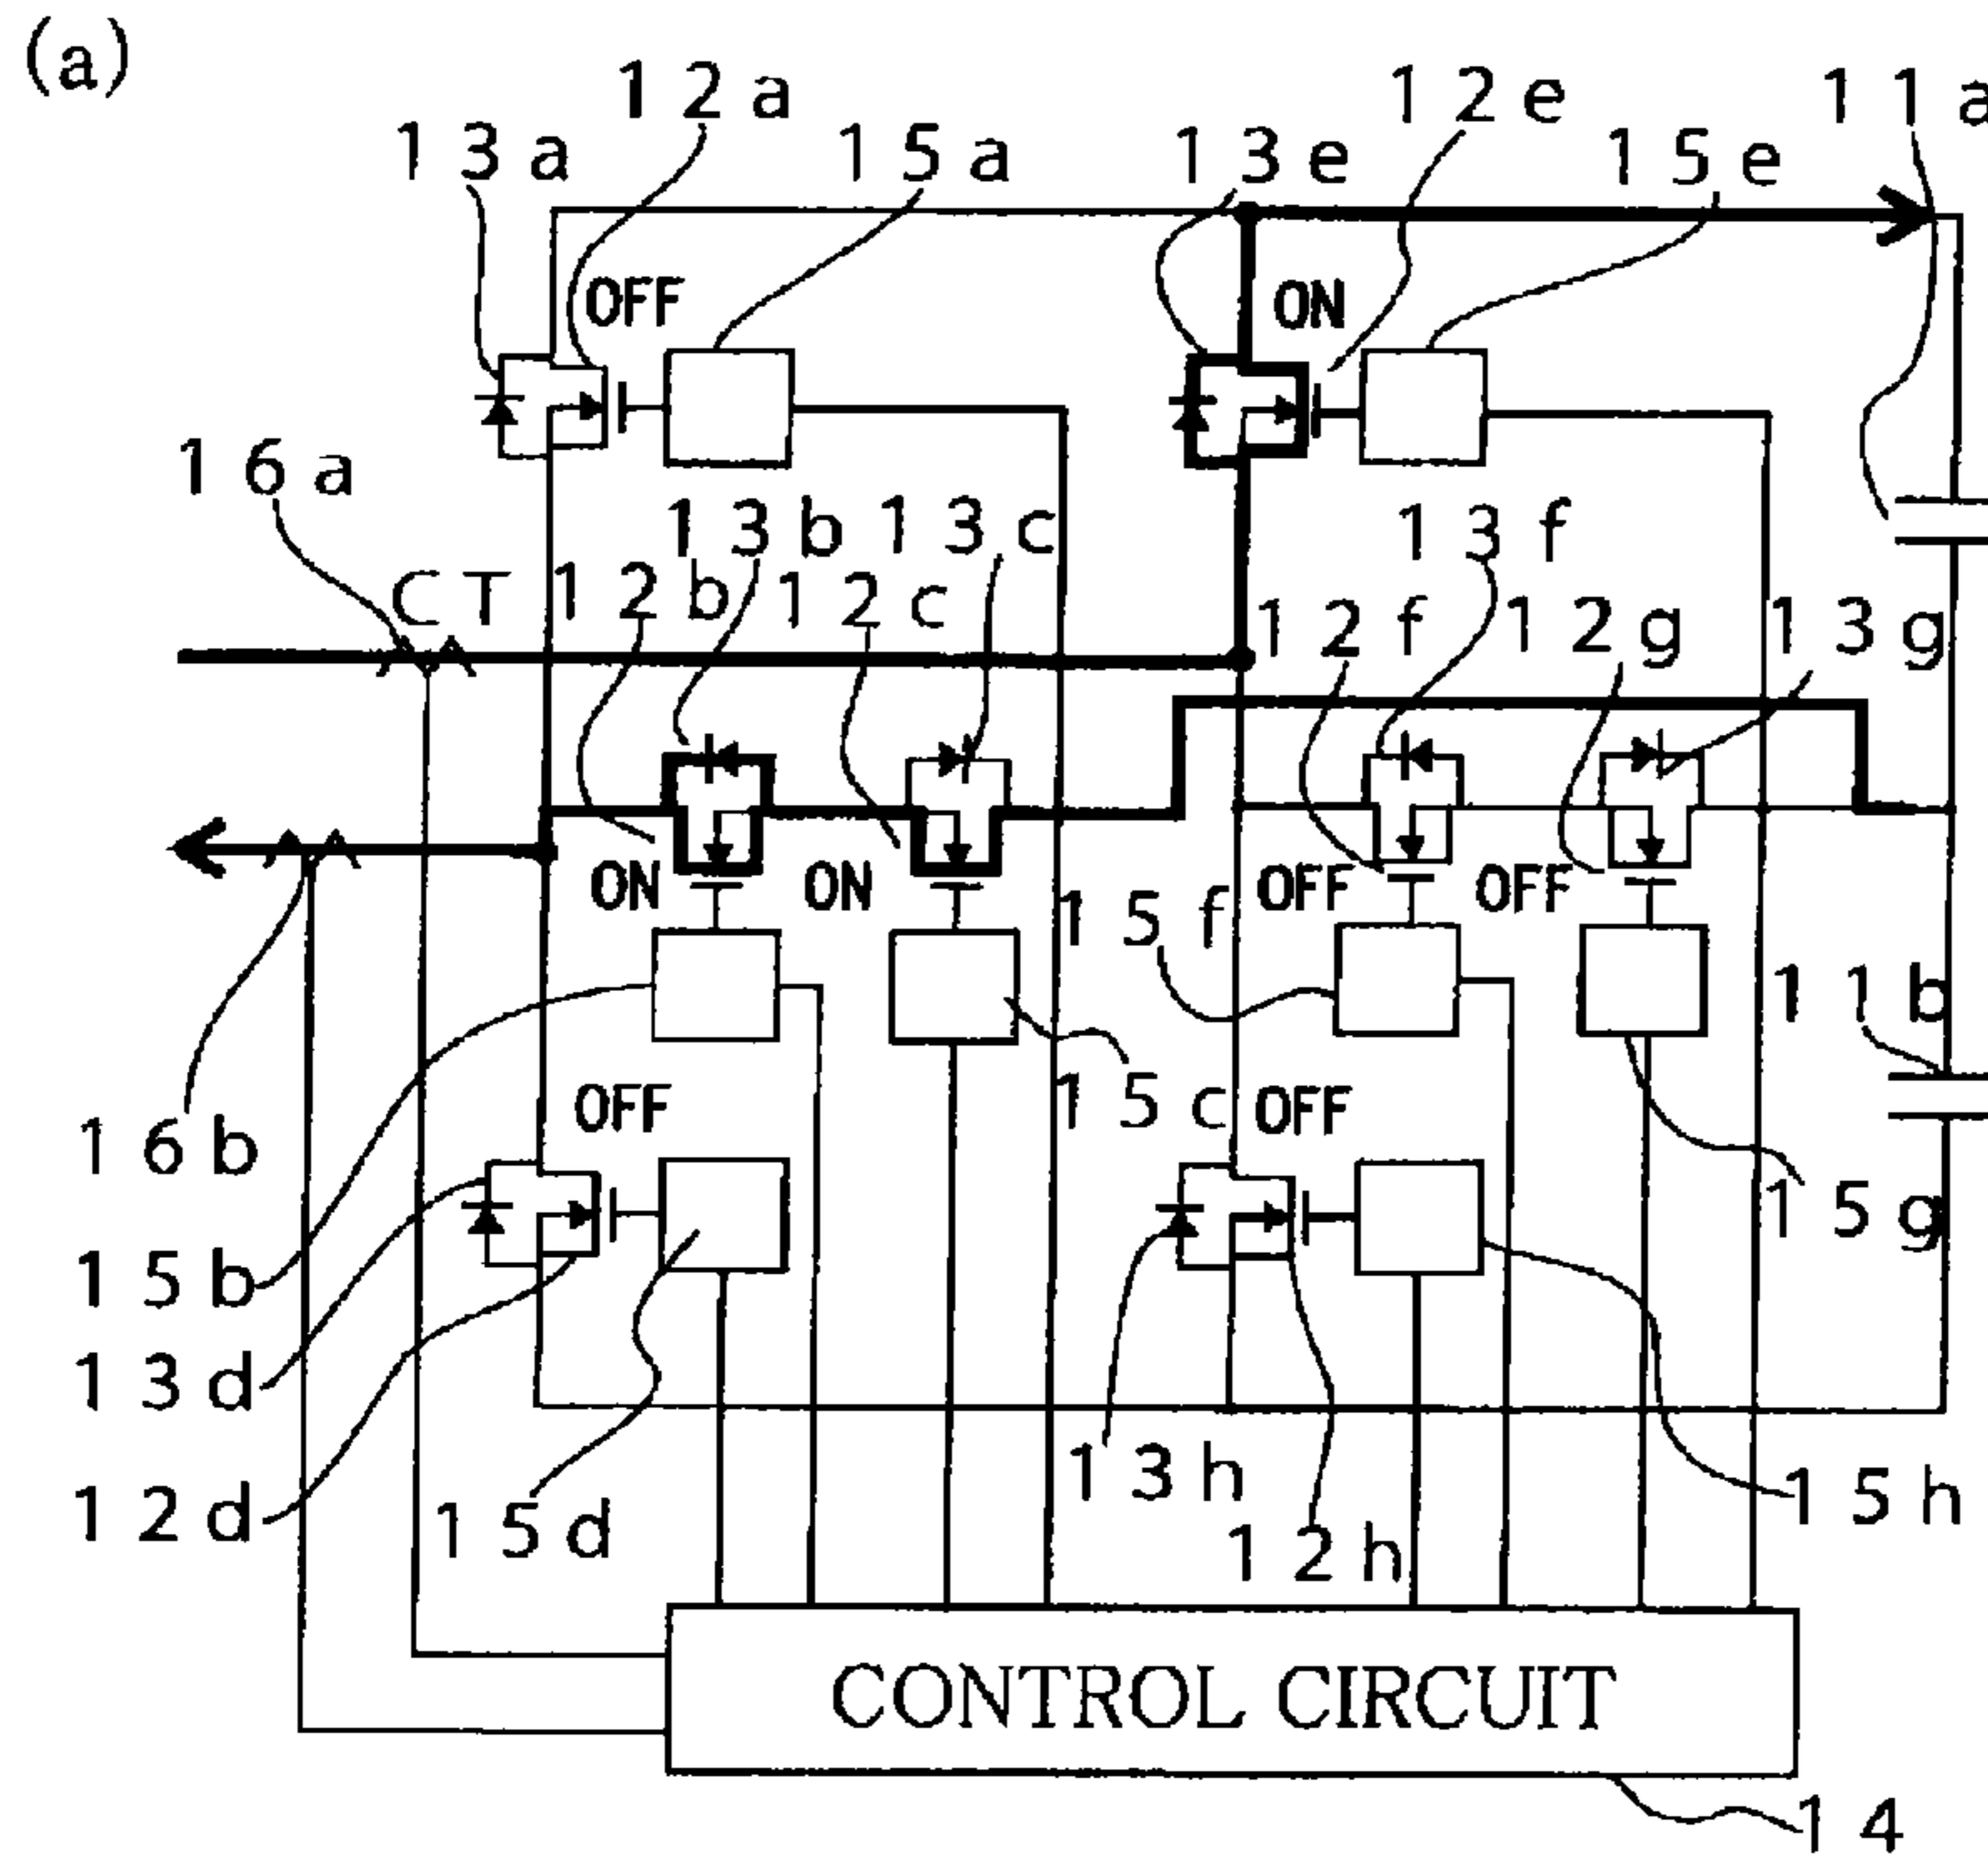 (a)
12a
12e
11a
13a
15a
13e
15e
OFF
ON
16a
13b
13c
13f
CT
12b
12c
12f
12g
13g
ON
ON
OFF
OFF
15f
11b
OFF
15c
OFF
16b
15g
15b
13d
13h
15h
12d
15d
12h
CONTROL CIRCUIT
14